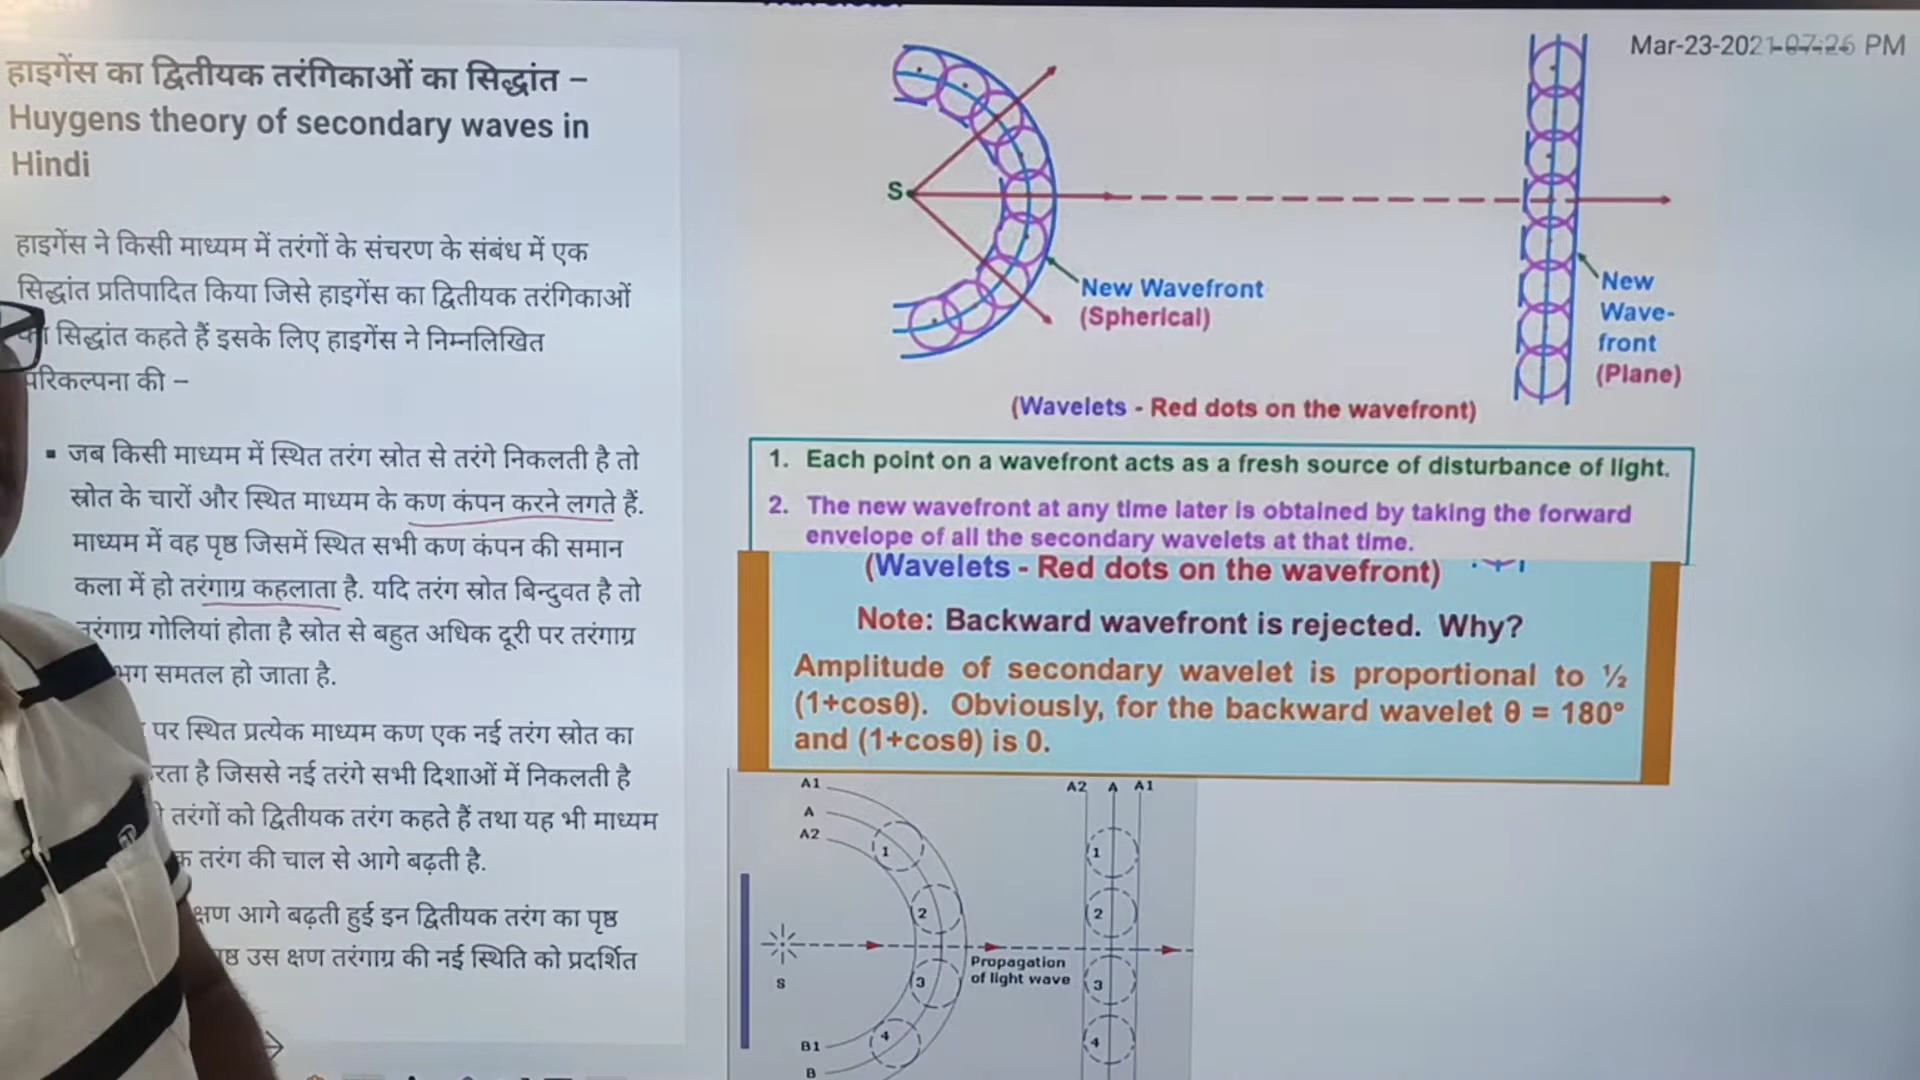 हाइगेंस का द्वितीयक तरंगिकाओं का सिद्धांत –
Huygens theory of secondary waves in
Hindi
हाइगेंस ने किसी माध्यम में तरंगों के संचरण के संबंध में एक
सिद्धांत प्रतिपादित किया जिसे हाइगेंस का द्वितीयक तरंगिकाओं
सिद्धांत कहते हैं इसके लिए हाइगेंस ने निम्नलिखित
परिकल्पना की –
▪ जब किसी माध्यम में स्थित तरंग स्रोत से तरंगे निकलती है तो
स्रोत के चारों और स्थित माध्यम के कण कंपन करने लगते हैं.
माध्यम में वह पृष्ठ जिसमें स्थित सभी कण कंपन की समान
कला में हो तरंगाग्र कहलाता है. यदि तरंग स्रोत बिन्दुवत है तो
तरंगाग्र गोलियां होता है स्रोत से बहुत अधिक दूरी पर तरंगाग्र
समतल हो जाता है.
पर स्थित प्रत्येक माध्यम कण एक नई तरंग स्रोत का
है जिससे नई तरंगे सभी दिशाओं में निकलती है
तरंगों को द्वितीयक तरंग कहते हैं तथा यह भी माध्यम
तरंग की चाल से आगे बढ़ती है.
क्षण आगे बढ़ती हुई इन द्वितीयक तरंग का पृष्ठ
उस क्षण तरंगाग्र की नई स्थिति को प्रदर्शित
Mar-23-2021 07:26 PM
S
New Wavefront
(Spherical)
New
Wave-
front
(Plane)
(Wavelets - Red dots on the wavefront)
1. Each point on a wavefront acts as a fresh source of disturbance of light.
2. The new wavefront at any time later is obtained by taking the forward
envelope of all the secondary wavelets at that time.
(Wavelets - Red dots on the wavefront)
Note: Backward wavefront is rejected. Why?
Amplitude of secondary wavelet is proportional to ½
(1+cosθ). Obviously, for the backward wavelet θ = 180°
and (1+cosθ) is 0.
A1
A
A2
1
2
3
4
S
B1
B
Propagation
of light wave
A2 A A1
1
2
3
4